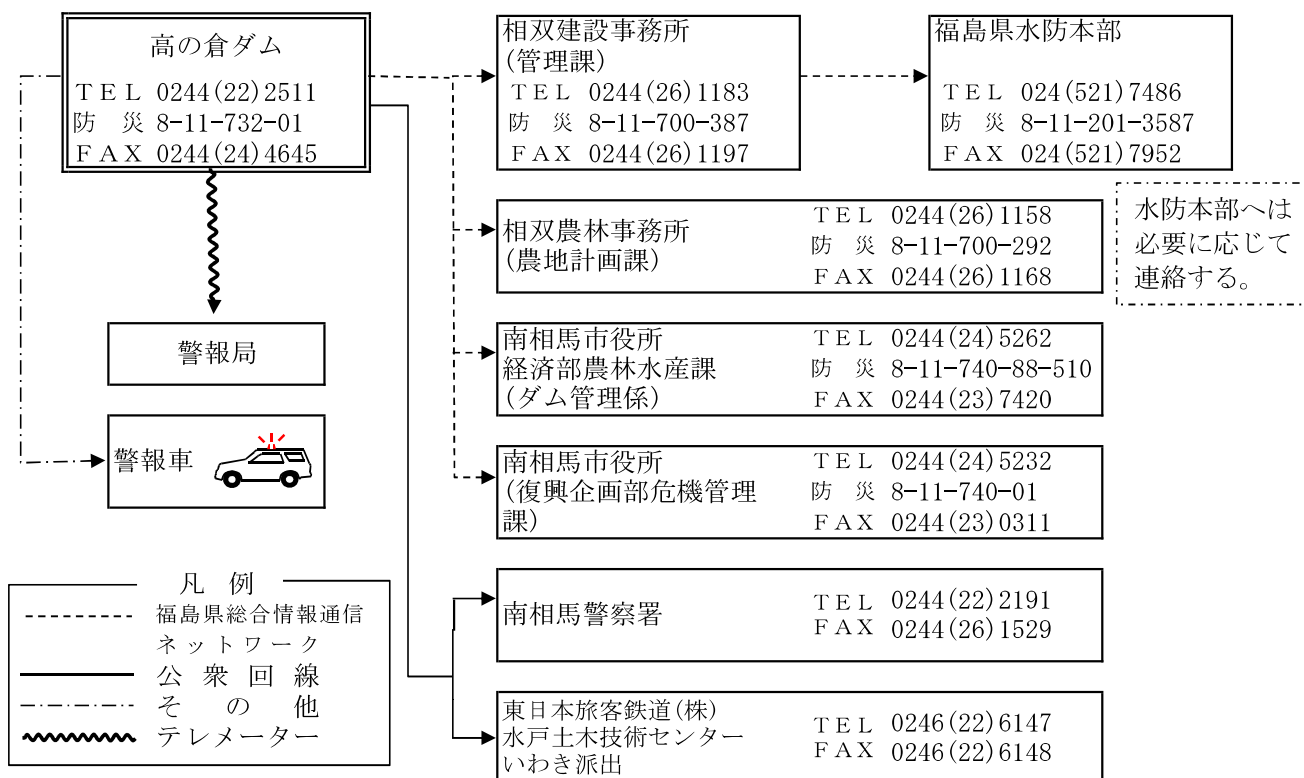 高の倉ダム
ＴＥＬ 0244(22)2511
防　災 8-11-732-01
ＦＡＸ 0244(24)4645
相双建設事務所
(管理課)
ＴＥＬ 0244(26)1183
防　災 8-11-700-387
ＦＡＸ 0244(26)1197
福島県水防本部
ＴＥＬ 024(521)7486
防　災 8-11-201-3587
ＦＡＸ 024(521)7952
水防本部へは
必要に応じて
連絡する。
相双農林事務所
(農地計画課)
ＴＥＬ 0244(26)1158
防　災 8-11-700-292
ＦＡＸ 0244(26)1168
警報局
南相馬市役所
経済部農林水産課
(ダム管理係)
ＴＥＬ 0244(24)5262
防　災 8-11-740-88-510
ＦＡＸ 0244(23)7420
警報車
南相馬市役所
(復興企画部危機管理
課)
ＴＥＬ 0244(24)5232
防　災 8-11-740-01
ＦＡＸ 0244(23)0311
南相馬警察署
ＴＥＬ 0244(22)2191
ＦＡＸ 0244(26)1529
東日本旅客鉄道(株)
水戸土木技術センター
いわき派出
ＴＥＬ 0246(22)6147
ＦＡＸ 0246(22)6148
凡　例
福島県総合情報通信
ネットワーク
公　衆　回　線
そ　の　他
テレメーター